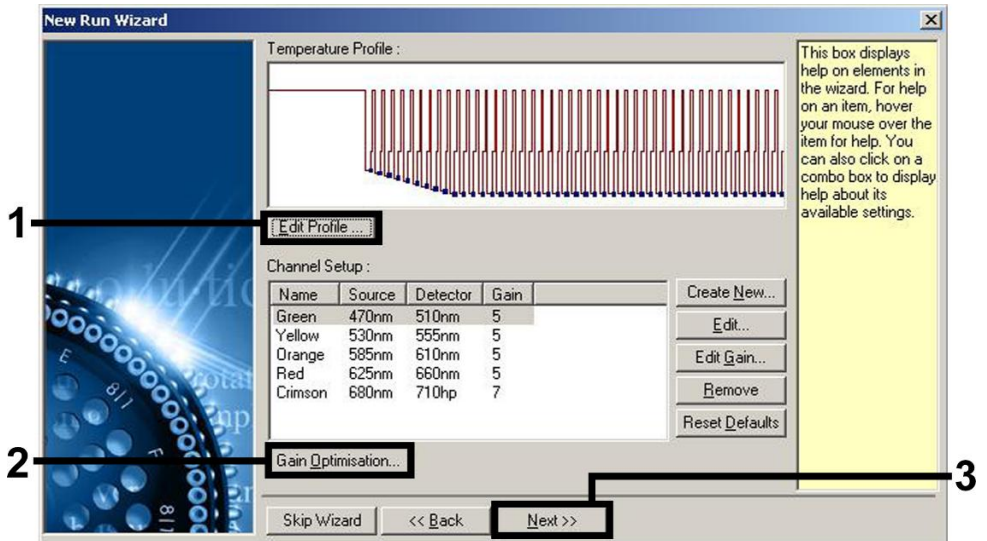 New Run Wizard
Temperature Profile :
This box displays
help on elements in
the wizard. For help
on an item, hover
your mouse over the
item for help. You
can also click on a
combo box to display
help about its
available settings.
1
Edit Profile ...
Channel Setup :
Name Source Detector Gain
Green 470nm 510nm 5
Yellow 530nm 555nm 5
Orange 585nm 610nm 5
Red 625nm 660nm 5
Crimson 680nm 710hp 7
Create New...
Edit...
Edit Gain...
Remove
Reset Defaults
2
Gain Optimisation...
3
Skip Wizard
<< Back
Next >>